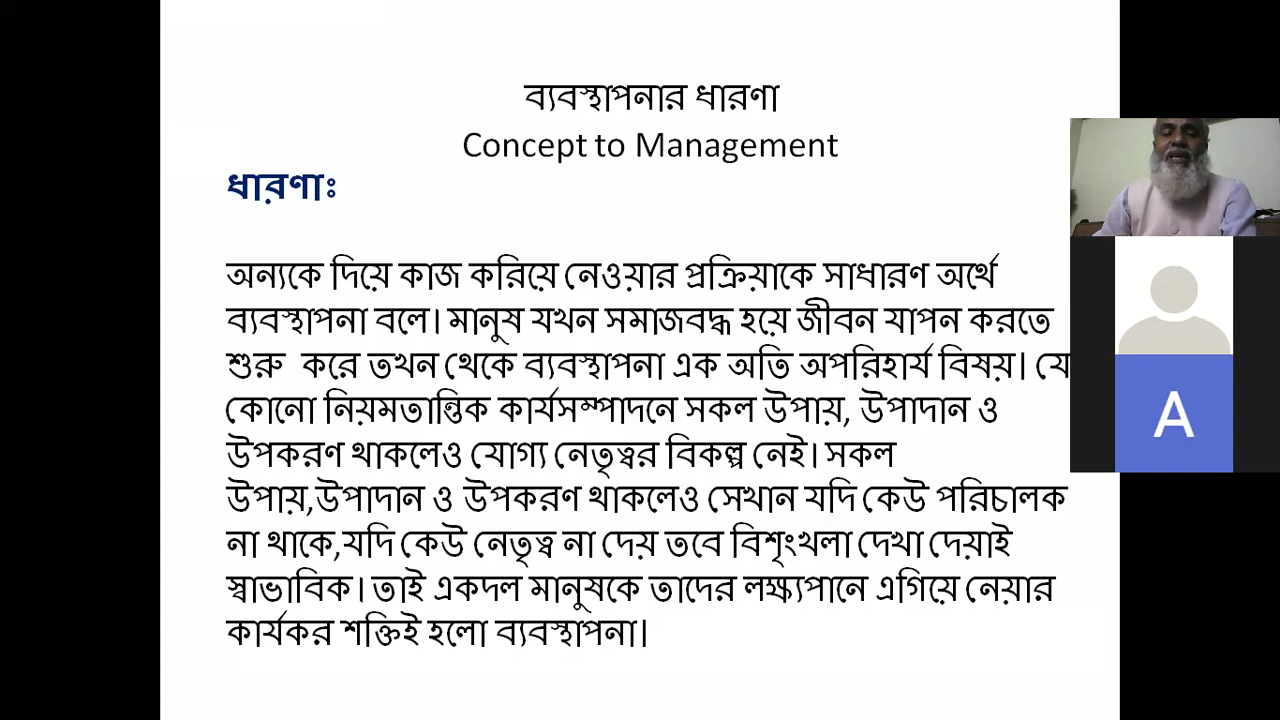 ব্যবস্থাপনার ধারণা
Concept to Management
ধারণাঃ
অন্যকে দিয়ে কাজ করিয়ে নেওয়ার প্রক্রিয়াকে সাধারণ অর্থে
ব্যবস্থাপনা বলে। মানুষ যখন সমাজবদ্ধ হয়ে জীবন যাপন করতে
শুরু করে তখন থেকে ব্যবস্থাপনা এক অতি অপরিহার্য বিষয়। যে
কোনো নিয়মতান্তিক কার্যসম্পাদনে সকল উপায়, উপাদান ও
উপকরণ থাকলেও যোগ্য নেতৃত্বর বিকল্প নেই। সকল
উপায়,উপাদান ও উপকরণ থাকলেও সেখান যদি কেউ পরিচালক
না থাকে,যদি কেউ নেতৃত্ব না দেয় তবে বিশৃংখলা দেখা দেয়াই
স্বাভাবিক। তাই একদল মানুষকে তাদের লক্ষ্যপানে এগিয়ে নেয়ার
কার্যকর শক্তিই হলো ব্যবস্থাপনা।
A